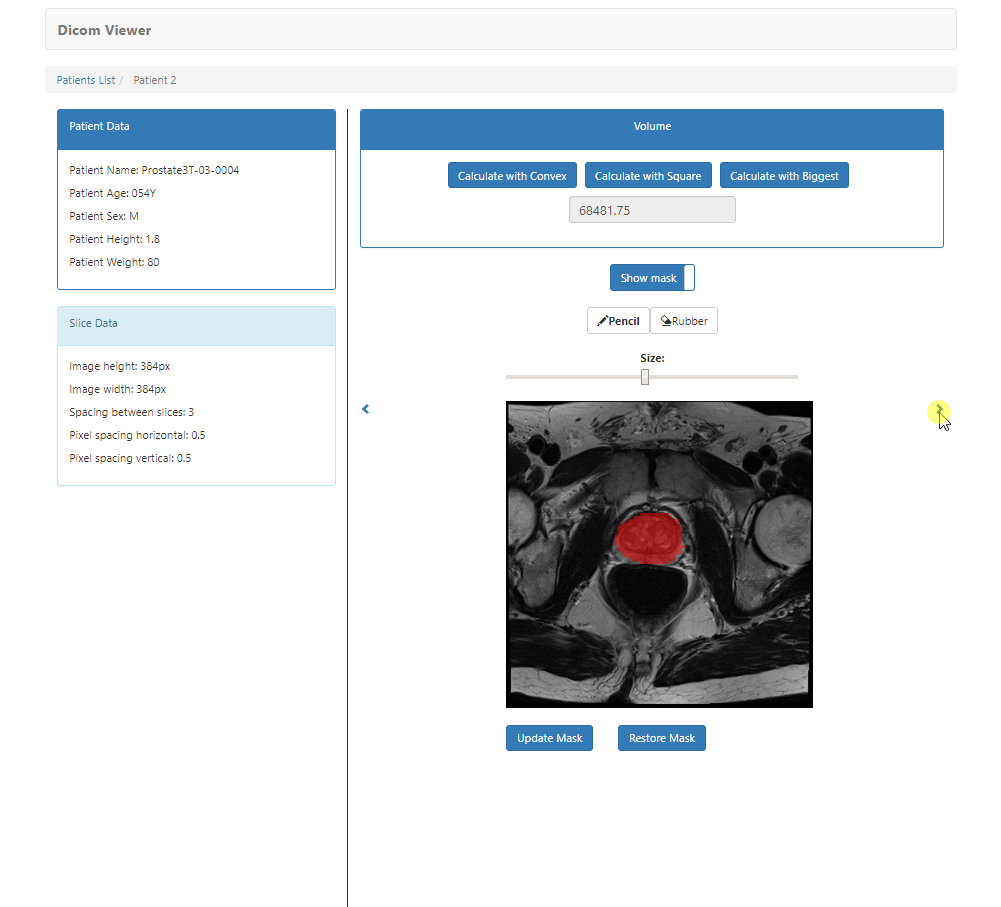 Dicom Viewer
Patients List / Patient 2
Patient Data
Patient Name: Prostate3T-03-0004
Patient Age: 054Y
Patient Sex: M
Patient Height: 1.8
Patient Weight: 80
Slice Data
Image height: 384px
Image width: 384px
Spacing between slices: 3
Pixel spacing horizontal: 0.5
Pixel spacing vertical: 0.5
Volume
Calculate with Convex Calculate with Square Calculate with Biggest
68481.75
Show mask
Pencil Rubber
Size:
Update Mask Restore Mask